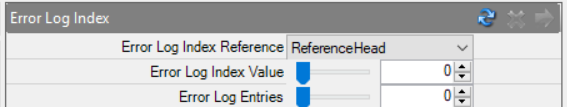 Error Log Index
Error Log Index Reference ReferenceHead
Error Log Index Value 0
Error Log Entries 0